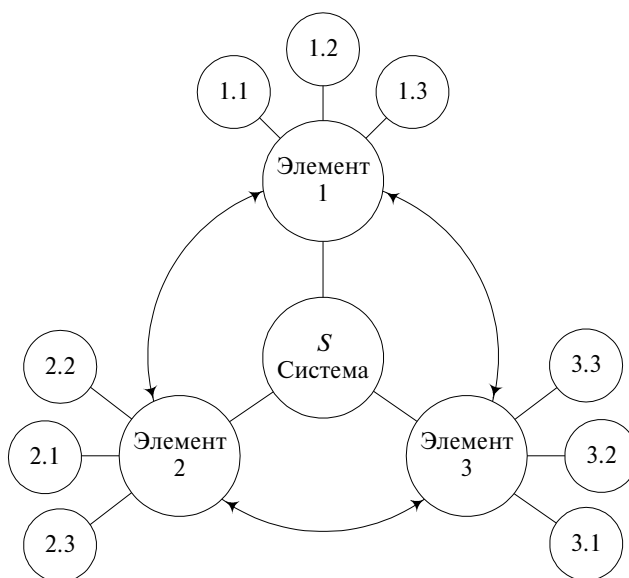 1.2
1.1
1.3
Элемент
1
S
Система
2.2
3.3
Элемент
2
Элемент
3
2.1
3.2
2.3
3.1